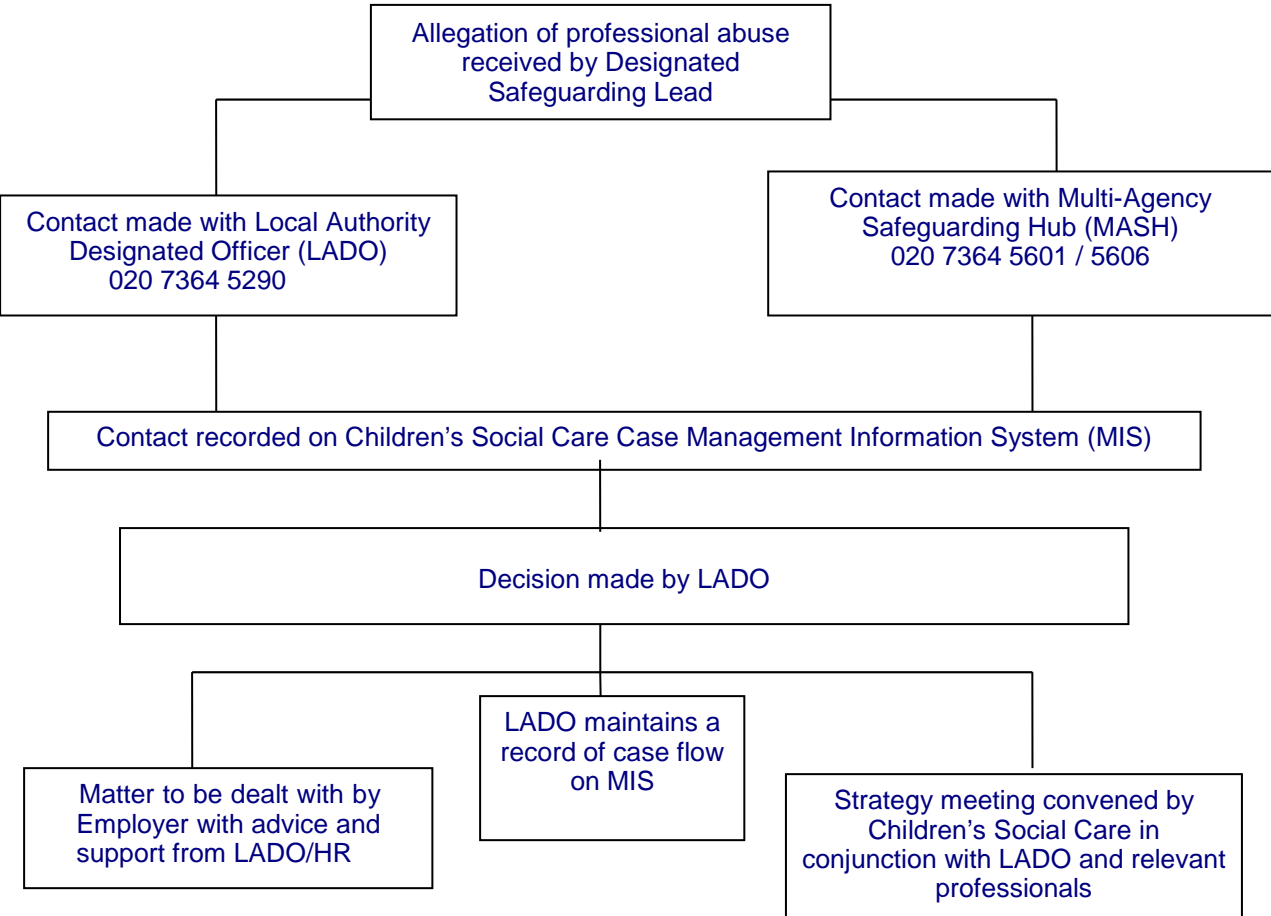 Allegation of professional abuse
received by Designated
Safeguarding Lead
Contact made with Local Authority
Designated Officer (LADO)
020 7364 5290
Contact made with Multi-Agency
Safeguarding Hub (MASH)
020 7364 5601 / 5606
Contact recorded on Children’s Social Care Case Management Information System (MIS)
Decision made by LADO
Matter to be dealt with by
Employer with advice and
support from LADO/HR
LADO maintains a
record of case flow
on MIS
Strategy meeting convened by
Children’s Social Care in
conjunction with LADO and relevant
professionals